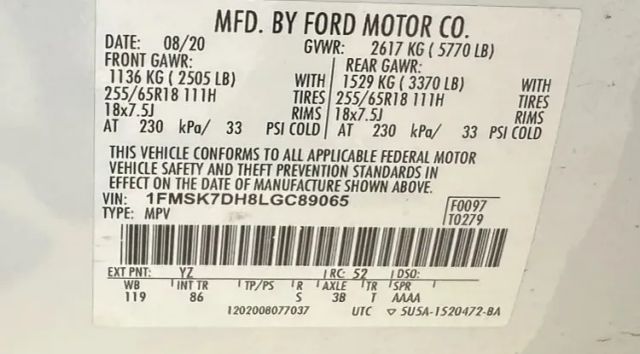 MFD. BY FORD MOTOR CO.
DATE: 08/20 GVWR: 2617 KG ( 5770 LB)
FRONT GAWR: REAR GAWR:
1136 KG ( 2505 LB) WITH 1529 KG ( 3370 LB) WITH
255/65R18 111H TIRES 255/65R18 111H TIRES
18x7.5J RIMS 18x7.5J RIMS
AT 230 kPa/ 33 PSI COLD AT 230 kPa/ 33 PSI COLD
THIS VEHICLE CONFORMS TO ALL APPLICABLE FEDERAL MOTOR
VEHICLE SAFETY AND THEFT PREVENTION STANDARDS IN
EFFECT ON THE DATE OF MANUFACTURE SHOWN ABOVE.
VIN: 1FMSK7DH8LGC89065 F0097
TYPE: MPV T0279
EXT PNT: YZ RC: 52 DSO:
WB INT TR TP/PS R AXLE TR SPR
119 86 S 38 T AAAA
1202008077037 UTC ▽ 5U5A-1520472-BA